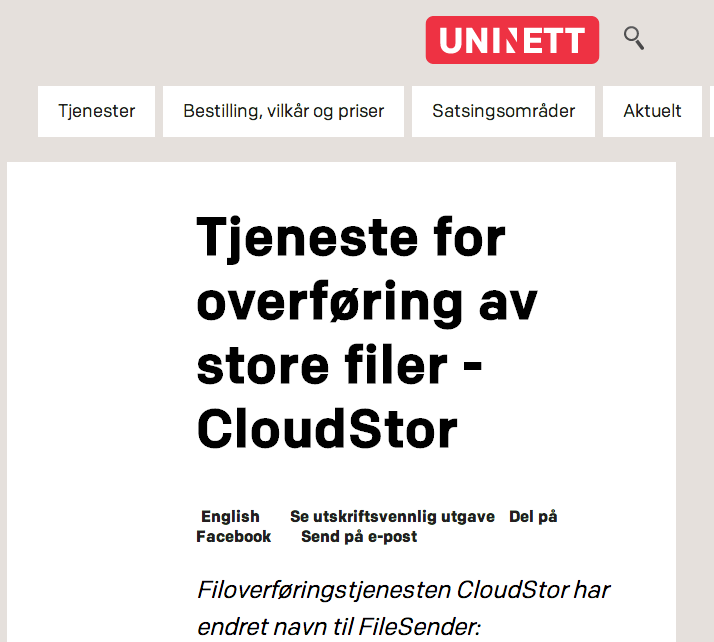 UNINETT
Tjenester
Bestilling, vilkår og priser
Satsingsområder
Aktuelt
Tjeneste for
overføring av
store filer -
CloudStor
English Se utskriftsvennlig utgave Del på
Facebook Send på e-post
Filoverføringstjenesten CloudStor har
endret navn til FileSender: